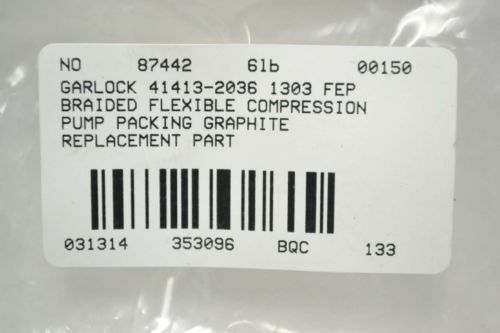 NO 87442 6lb 00150
GARLOCK 41413-2036 1303 FEP
BRAIDED FLEXIBLE COMPRESSION
PUMP PACKING GRAPHITE
REPLACEMENT PART
031314 353096 BQC 133